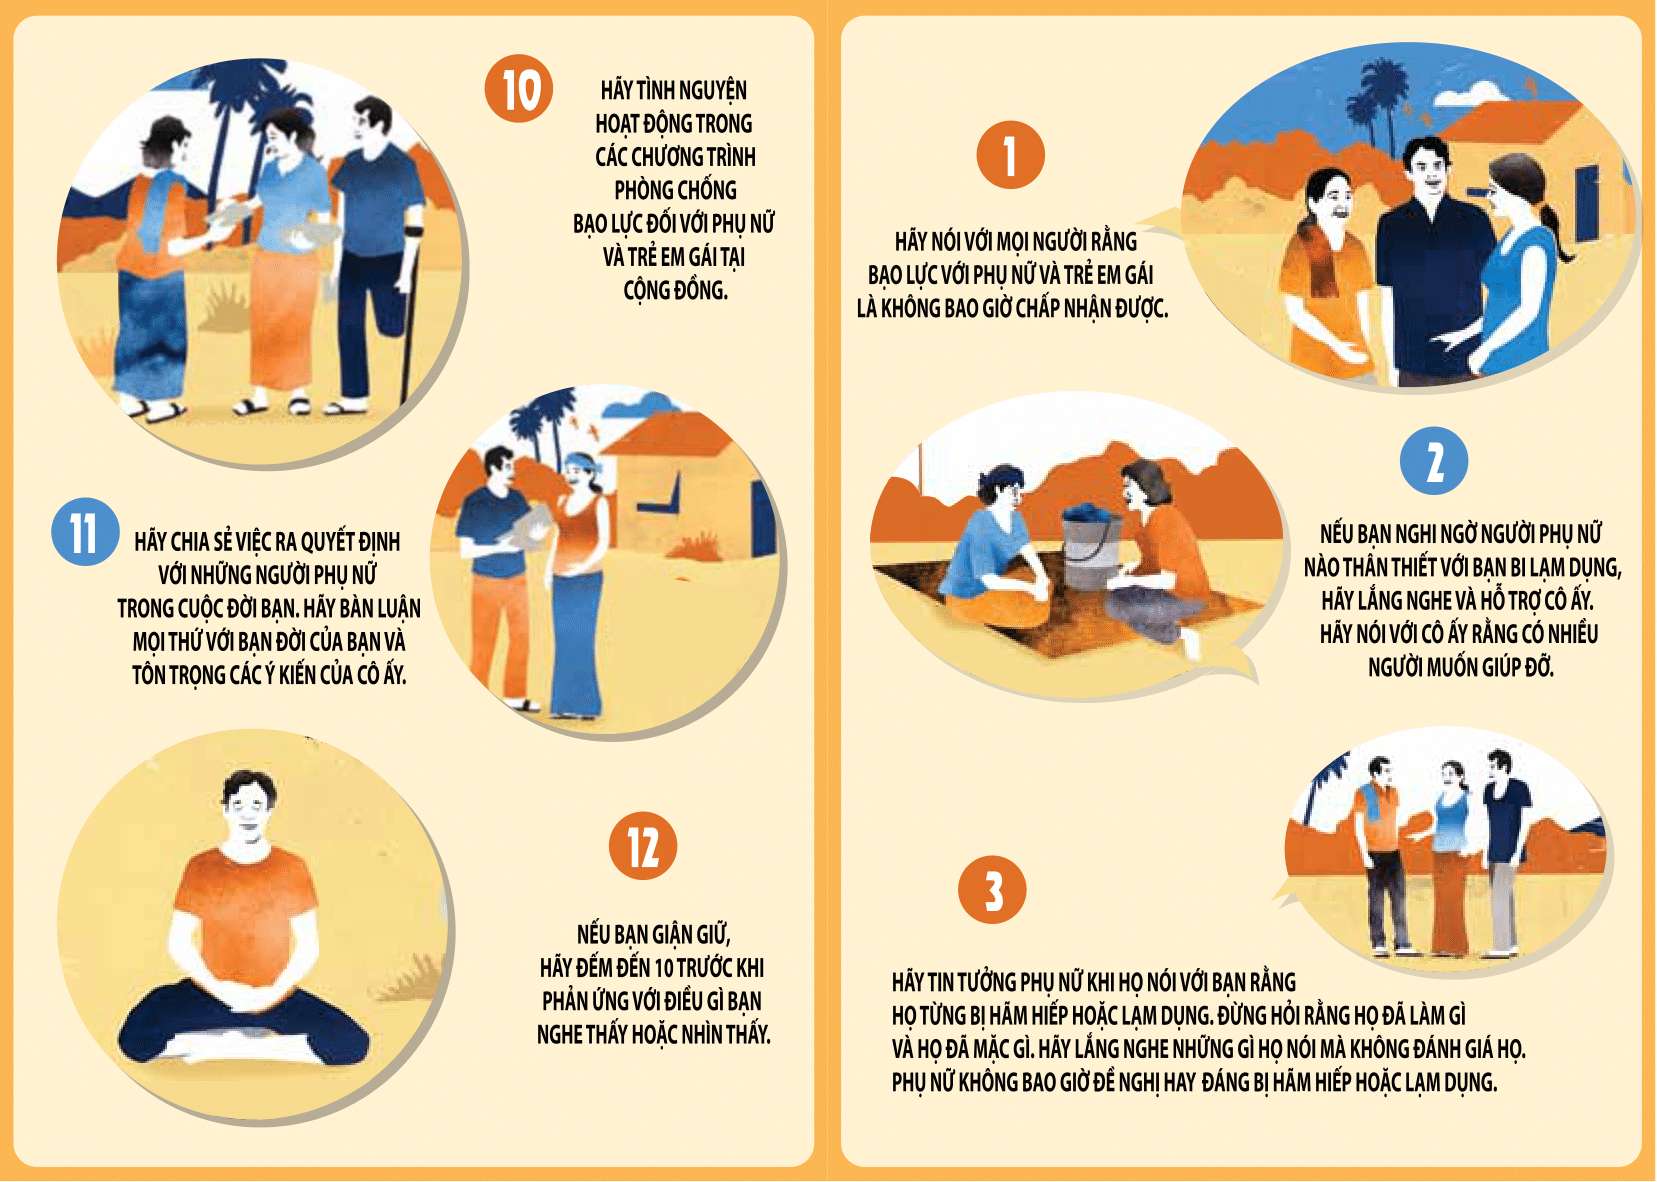 10
HÃY TÌNH NGUYỆN
HOẠT ĐỘNG TRONG
CÁC CHƯƠNG TRÌNH
PHÒNG CHỐNG
BẠO LỰC ĐỐI VỚI PHỤ NỮ
VÀ TRẺ EM GÁI TẠI
CỘNG ĐỒNG.
11
HÃY CHIA SẺ VIỆC RA QUYẾT ĐỊNH
VỚI NHỮNG NGƯỜI PHỤ NỮ
TRONG CUỘC ĐỜI BẠN. HÃY BÀN LUẬN
MỌI THỨ VỚI BẠN ĐỜI CỦA BẠN VÀ
TÔN TRỌNG CÁC Ý KIẾN CỦA CÔ ẤY.
12
NẾU BẠN GIẬN GIỮ,
HÃY ĐẾM ĐẾN 10 TRƯỚC KHI
PHẢN ỨNG VỚI ĐIỀU GÌ BẠN
NGHE THẤY HOẶC NHÌN THẤY.
1
HÃY NÓI VỚI MỌI NGƯỜI RẰNG
BẠO LỰC VỚI PHỤ NỮ VÀ TRẺ EM GÁI
LÀ KHÔNG BAO GIỜ CHẤP NHẬN ĐƯỢC.
2
NẾU BẠN NGHI NGỜ NGƯỜI PHỤ NỮ
NÀO THÂN THIẾT VỚI BẠN BI LẠM DỤNG,
HÃY LẮNG NGHE VÀ HỖ TRỢ CÔ ẤY.
HÃY NÓI VỚI CÔ ẤY RẰNG CÓ NHIỀU
NGƯỜI MUỐN GIÚP ĐỠ.
3
HÃY TIN TƯỞNG PHỤ NỮ KHI HỌ NÓI VỚI BẠN RẰNG
HỌ TỪNG BỊ HÃM HIẾP HOẶC LẠM DỤNG. ĐỪNG HỎI RẰNG HỌ ĐÃ LÀM GÌ
VÀ HỌ ĐÃ MẶC GÌ. HÃY LẮNG NGHE NHỮNG GÌ HỌ NÓI MÀ KHÔNG ĐÁNH GIÁ HỌ.
PHỤ NỮ KHÔNG BAO GIỜ ĐỀ NGHỊ HAY ĐÁNG BỊ HÃM HIẾP HOẶC LẠM DỤNG.